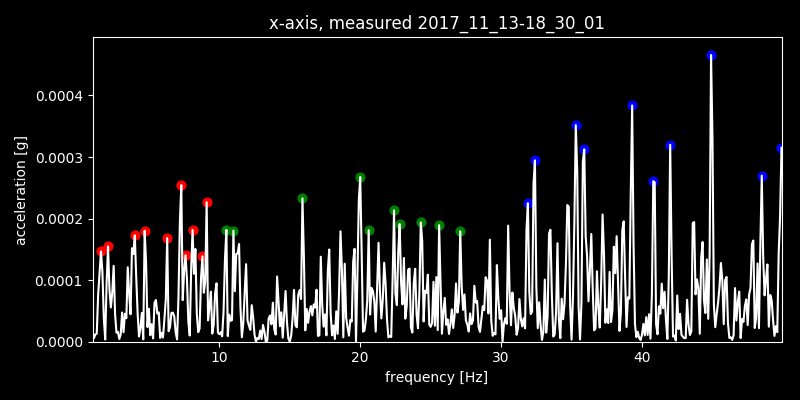 x-axis, measured 2017_11_13-18_30_01
acceleration [g]
0.0004
0.0003
0.0002
0.0001
0.0000
10 20 30 40
frequency [Hz]